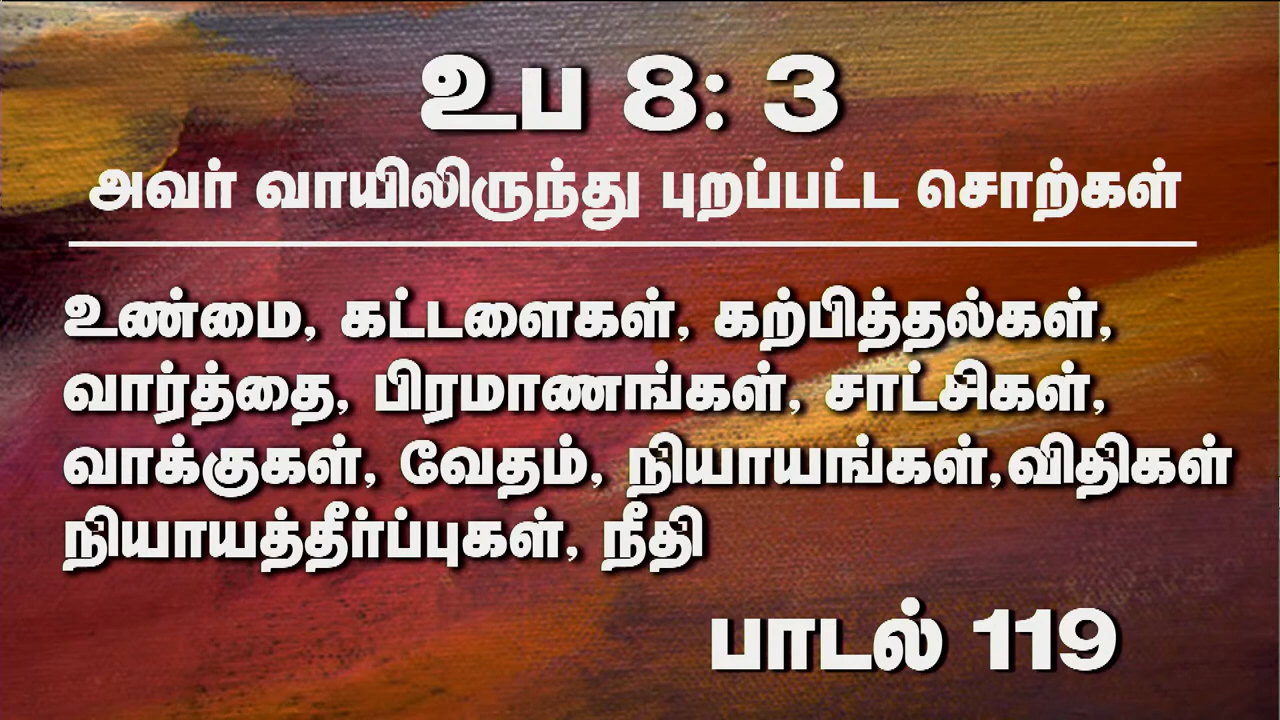 உப 8: 3
அவர் வாயிலிருந்து புறப்பட்ட சொற்கள்
உண்மை, கட்டளைகள், கற்பித்தல்கள்,
வார்த்தை, பிரமாணங்கள், சாட்சிகள்,
வாக்குகள், வேதம், நியாயங்கள்,விதிகள்
நியாயத்தீர்ப்புகள், நீதி
பாடல் 119